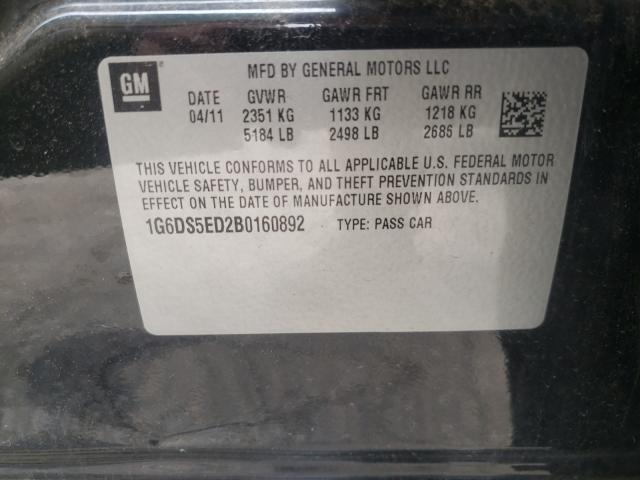 GM
MFD BY GENERAL MOTORS LLC
DATE GVWR GAWR FRT GAWR RR
04/11 2351 KG 1133 KG 1218 KG
5184 LB 2498 LB 2686 LB
THIS VEHICLE CONFORMS TO ALL APPLICABLE U.S. FEDERAL MOTOR
VEHICLE SAFETY, BUMPER, AND THEFT PREVENTION STANDARDS IN
EFFECT ON THE DATE OF MANUFACTURE SHOWN ABOVE.
1G6DS5ED2B0160892 TYPE: PASS CAR